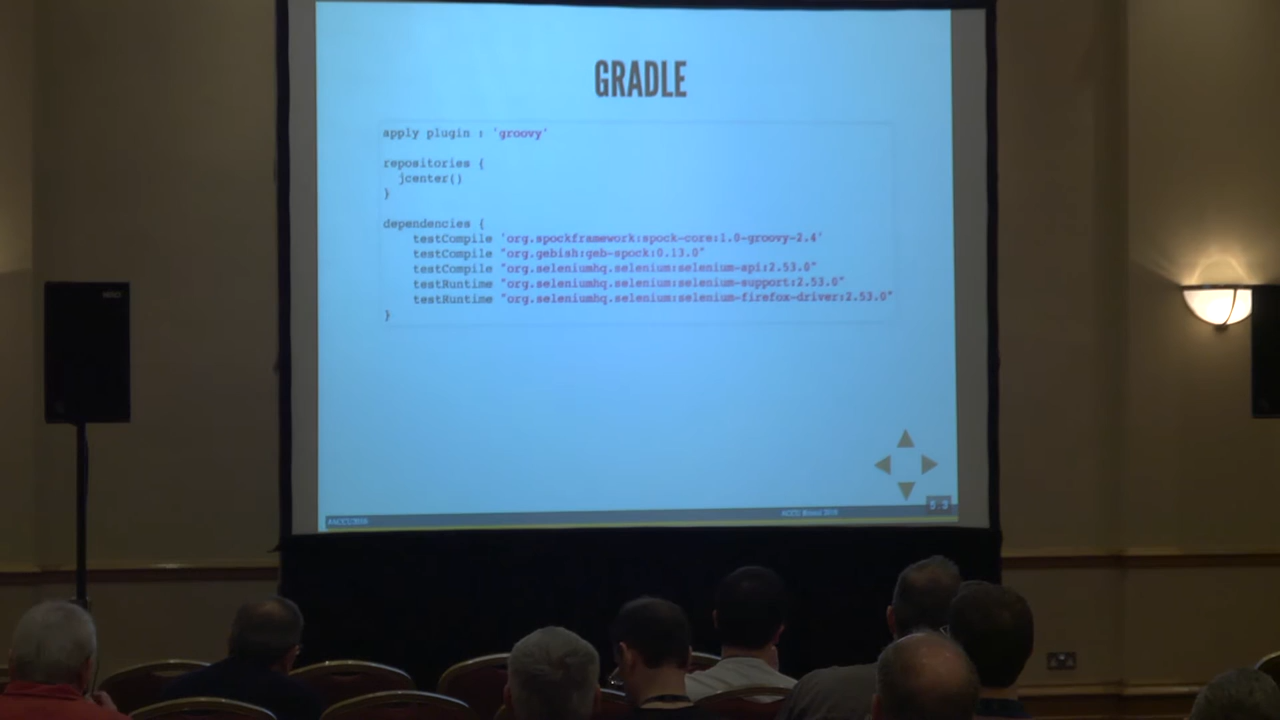 GRADLE
apply plugin : 'groovy'
repositories {
jcenter()
}
dependencies {
testCompile 'org.spockframework:spock-core:1.0-groovy-2.4'
testCompile "org.gebish:geb-spock:0.13.0"
testCompile "org.seleniumhq.selenium:selenium-api:2.53.0"
testRuntime "org.seleniumhq.selenium:selenium-support:2.53.0"
testRuntime "org.seleniumhq.selenium:selenium-firefox-driver:2.53.0"
}
5.3